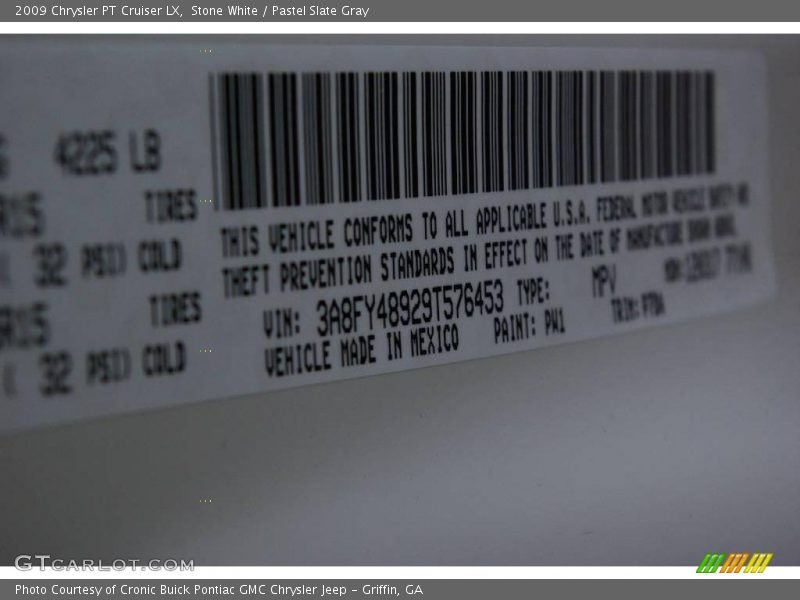 2009 Chrysler PT Cruiser LX, Stone White / Pastel Slate Gray
4225 LB
R15 TIRES
( 32 PSI) COLD
R15 TIRES
( 32 PSI) COLD
THIS VEHICLE CONFORMS TO ALL APPLICABLE U.S.A. FEDERAL MOTOR VEHICLE SAFETY AND
THEFT PREVENTION STANDARDS IN EFFECT ON THE DATE OF MANUFACTURE SHOWN ABOVE.
VIN: 3A8FY48929T576453 TYPE: MPV
VEHICLE MADE IN MEXICO PAINT: PW1 TRIM:
GTCARLOT.COM
Photo Courtesy of Cronic Buick Pontiac GMC Chrysler Jeep - Griffin, GA